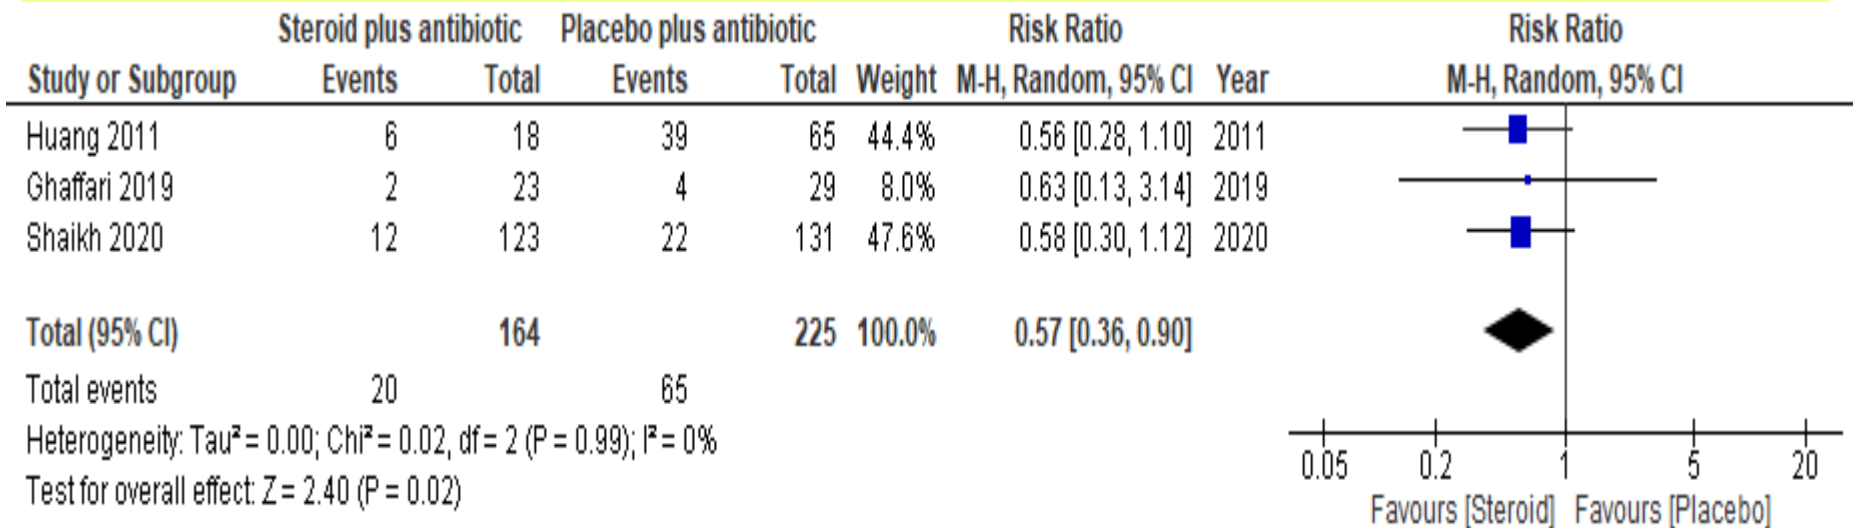 Steroid plus antibiotic Placebo plus antibiotic Risk Ratio Risk Ratio
Study or Subgroup Events Total Events Total Weight M-H, Random, 95% CI Year M-H, Random, 95% CI
Huang 2011 6 18 39 65 44.4% 0.56 [0.28, 1.10] 2011
Ghaffari 2019 2 23 4 29 8.0% 0.63 [0.13, 3.14] 2019
Shaikh 2020 12 123 22 131 47.6% 0.58 [0.30, 1.12] 2020
Total (95% CI) 164 225 100.0% 0.57 [0.36, 0.90]
Total events 20 65
Heterogeneity: Tau² = 0.00; Chi² = 0.02, df = 2 (P = 0.99); I² = 0%
Test for overall effect: Z = 2.40 (P = 0.02)
0.05 0.2 1 5 20
Favours [Steroid] Favours [Placebo]